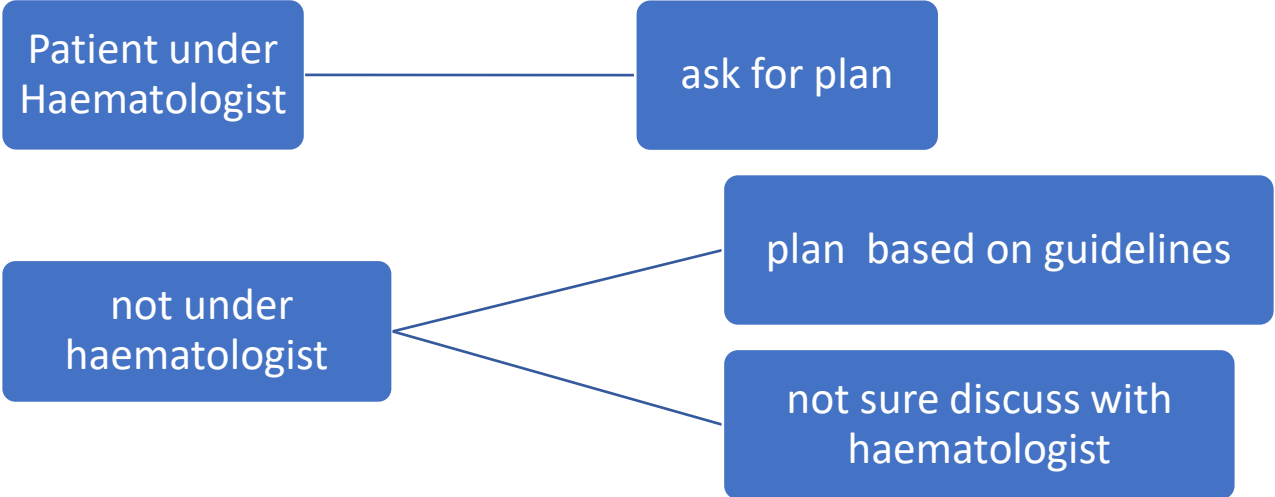 Patient under
Haematologist
ask for plan
not under
haematologist
plan  based on guidelines
not sure discuss with
haematologist